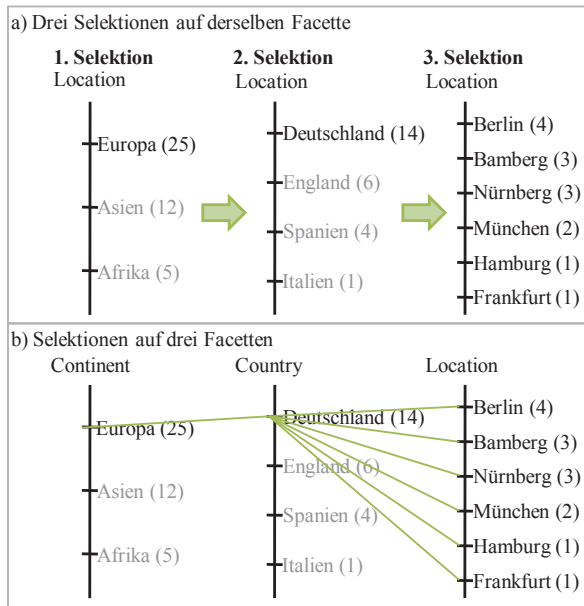 a) Drei Selektionen auf derselben Facette
1. Selektion
Location
Europa (25)
Asien (12)
Afrika (5)
2. Selektion
Location
Deutschland (14)
England (6)
Spanien (4)
Italien (1)
3. Selektion
Location
Berlin (4)
Bamberg (3)
Nürnberg (3)
München (2)
Hamburg (1)
Frankfurt (1)
b) Selektionen auf drei Facetten
Continent
Europa (25)
Asien (12)
Afrika (5)
Country
Deutschland (14)
England (6)
Spanien (4)
Italien (1)
Location
Berlin (4)
Bamberg (3)
Nürnberg (3)
München (2)
Hamburg (1)
Frankfurt (1)